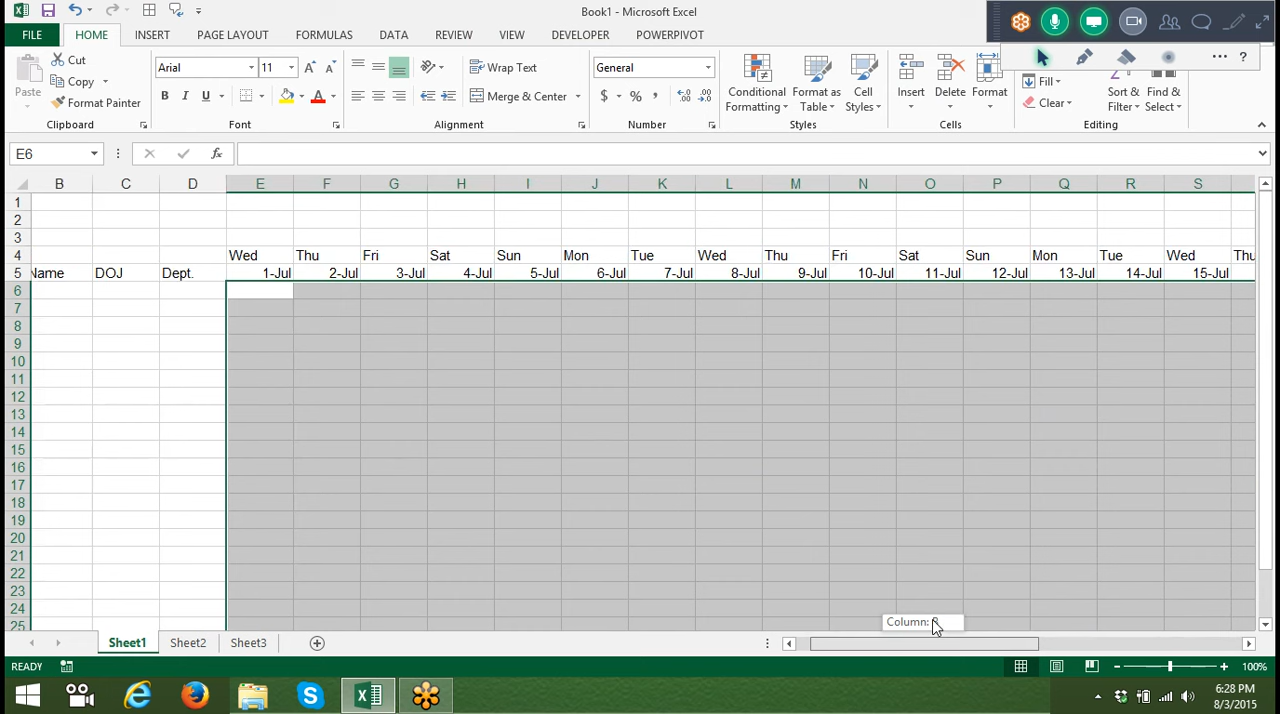 Book1 - Microsoft Excel
FILE HOME INSERT PAGE LAYOUT FORMULAS DATA REVIEW VIEW DEVELOPER POWERPIVOT
Paste Cut Copy Format Painter
Arial 11 B I U
Wrap Text Merge & Center
General $ % ,
Conditional Formatting Format as Table Cell Styles
Insert Delete Format
Fill Clear Sort & Filter Find & Select
Clipboard Font Alignment Number Styles Cells Editing
E6 fx
B C D E F G H I J K L M N O P Q R S
1
2
3
4 Wed Thu Fri Sat Sun Mon Tue Wed Thu Fri Sat Sun Mon Tue Wed Thu
5 Name DOJ Dept. 1-Jul 2-Jul 3-Jul 4-Jul 5-Jul 6-Jul 7-Jul 8-Jul 9-Jul 10-Jul 11-Jul 12-Jul 13-Jul 14-Jul 15-Jul
6
7
8
9
10
11
12
13
14
15
16
17
18
19
20
21
22
23
24
25
Column:
Sheet1 Sheet2 Sheet3
READY 100%
6:28 PM
8/3/2015